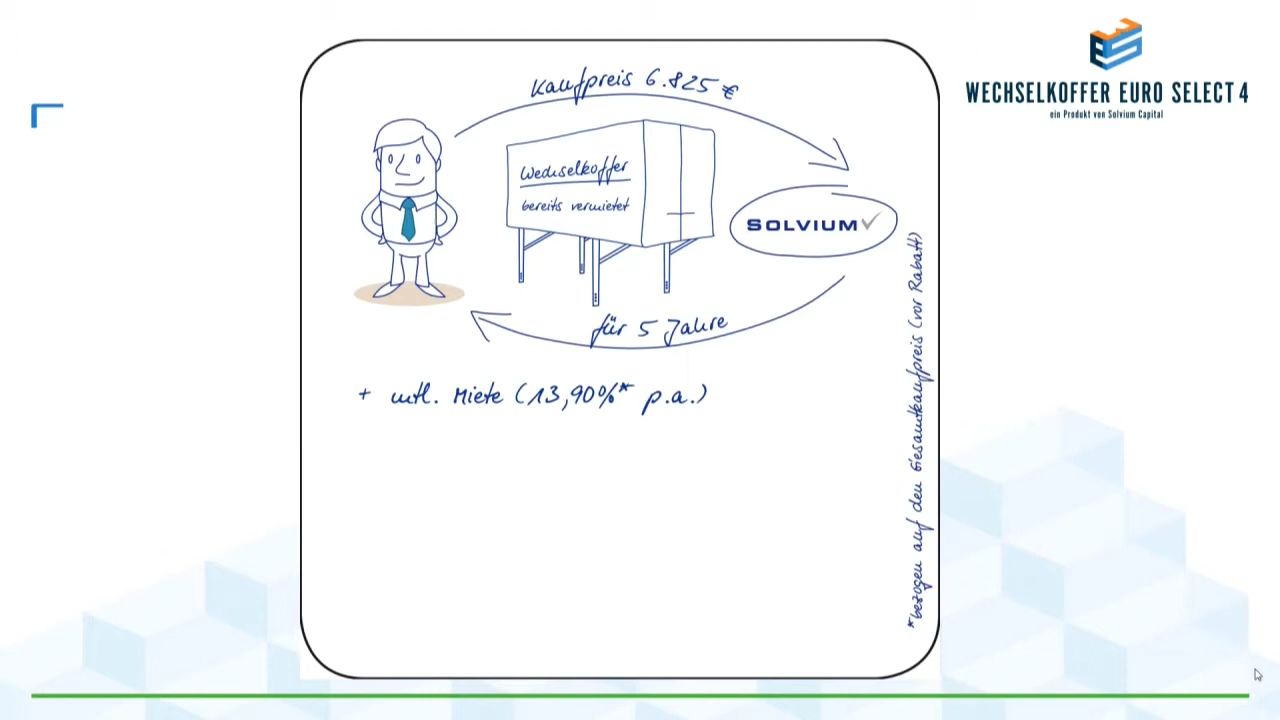 WECHSELKOFFER EURO SELECT 4
ein Produkt von Solvium Capital
Kaufpreis 6.825 €
Wechselkoffer
bereits vermietet
SOLVIUM
für 5 Jahre
+ mtl. Miete (13,90%* p.a.)
*bezogen auf den Gesamtkaufpreis (vor Rabatt)